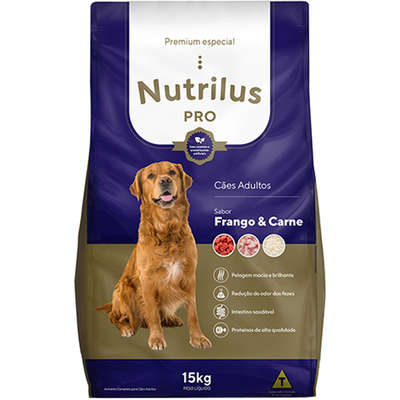 Premium especial
Nutrilus
PRO
Cães Adultos
Sabor
Frango & Carne
Pelagem macia e brilhante
Redução do odor das fezes
Intestino saudável
Proteínas de alta qualidade
15kg
PESO LÍQUIDO
T